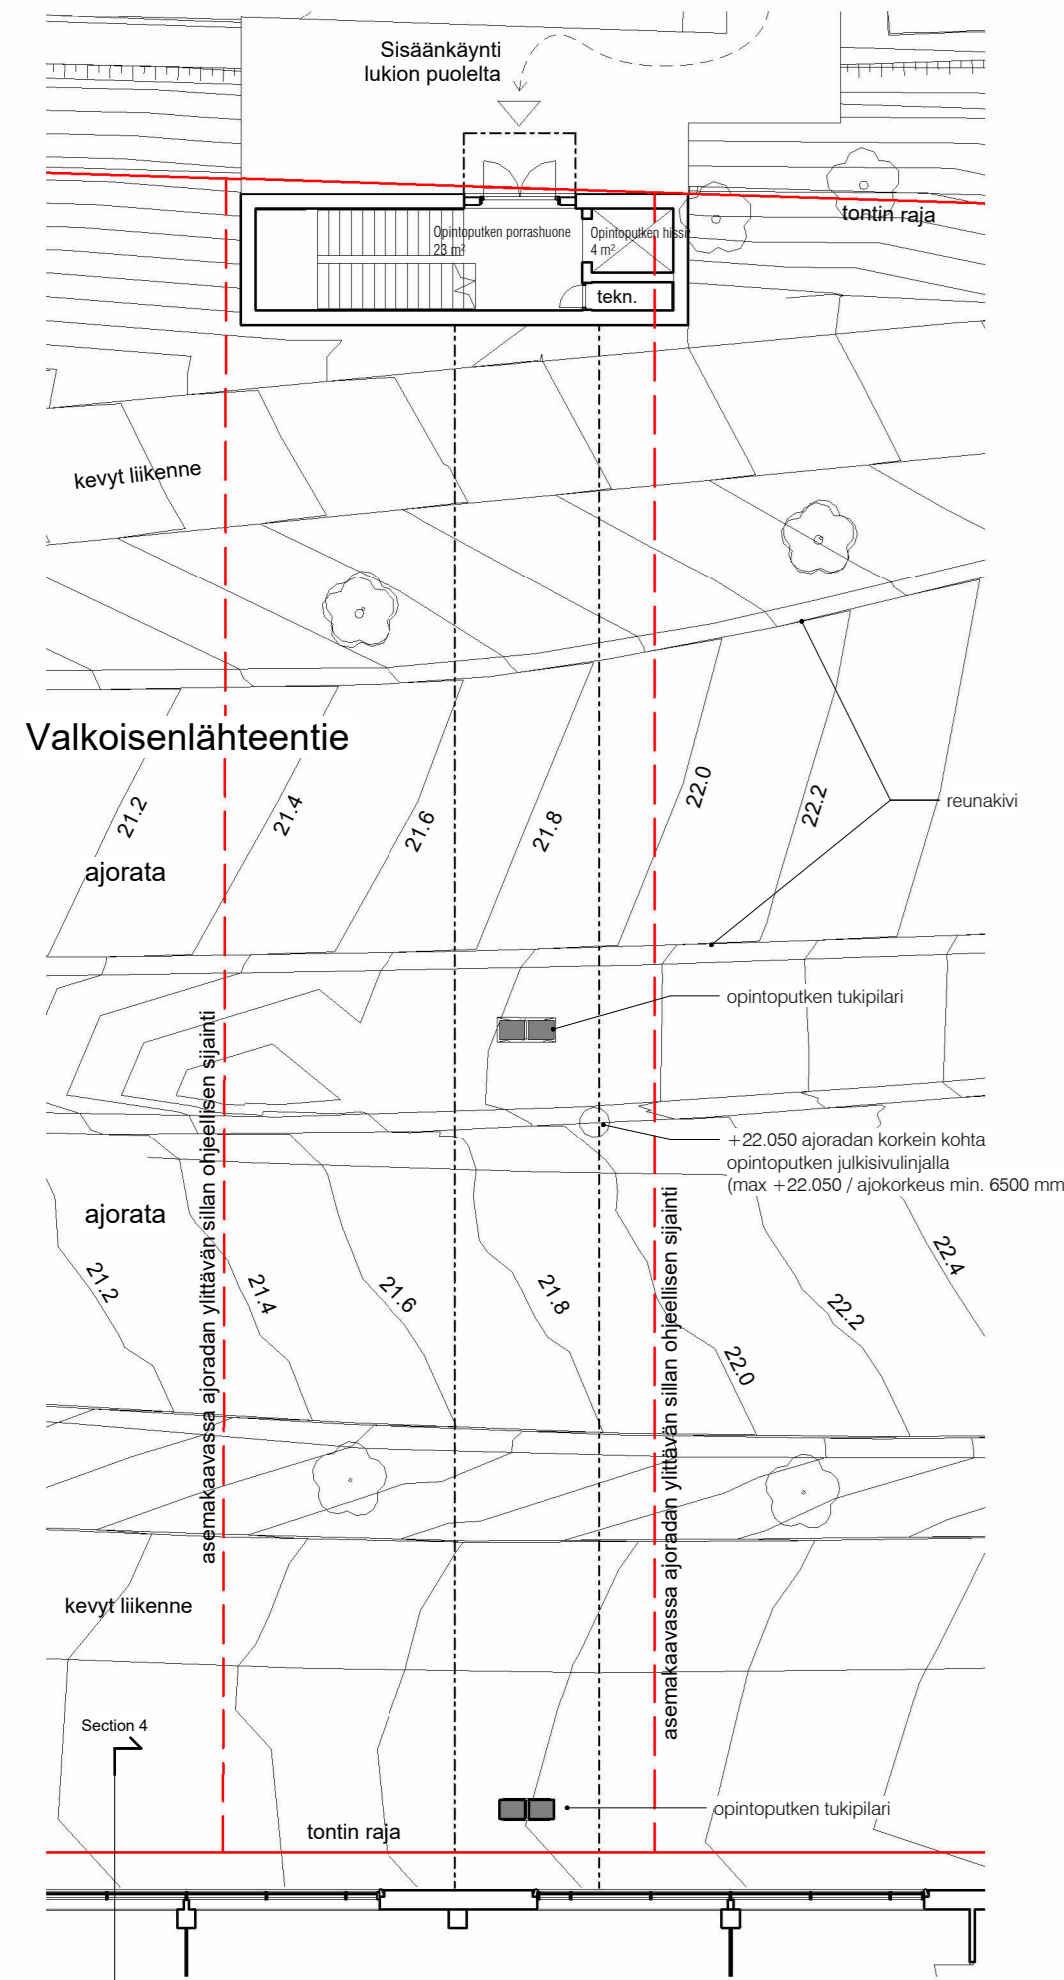 Sisäänkäynti
lukion puolelta
tontin raja
Opintoputken porrashuone
23 m²
Opintoputken hissi
4 m²
tekn.
kevyt liikenne
Valkoisenlähteentie
21.2
21.4
21.6
21.8
22.0
22.2
reunakivi
ajorata
opintoputken tukipilari
asemakaavassa ajoradan ylittävän sillan ohjeellisen sijainti
+22.050 ajoradan korkein kohta
opintoputken julkisivulinjalla
(max +22.050 / ajokorkeus min. 6500 mm
asemakaavassa ajoradan ylittävän sillan ohjeellisen sijainti
ajorata
21.2
21.4
21.6
21.8
22.0
22.2
22.4
kevyt liikenne
Section 4
opintoputken tukipilari
tontin raja